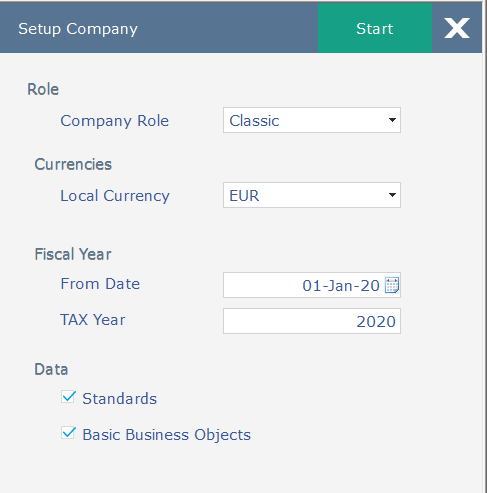 Setup Company
Start
Role
Company Role
Classic
Currencies
Local Currency
EUR
Fiscal Year
From Date
01-Jan-20
TAX Year
2020
Data
Standards
Basic Business Objects